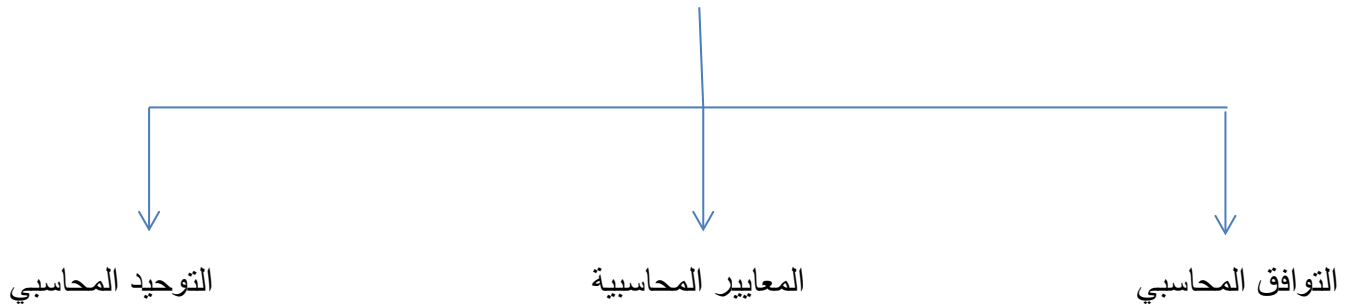 التوافق المحاسبي
المعايير المحاسبية
التوحيد المحاسبي